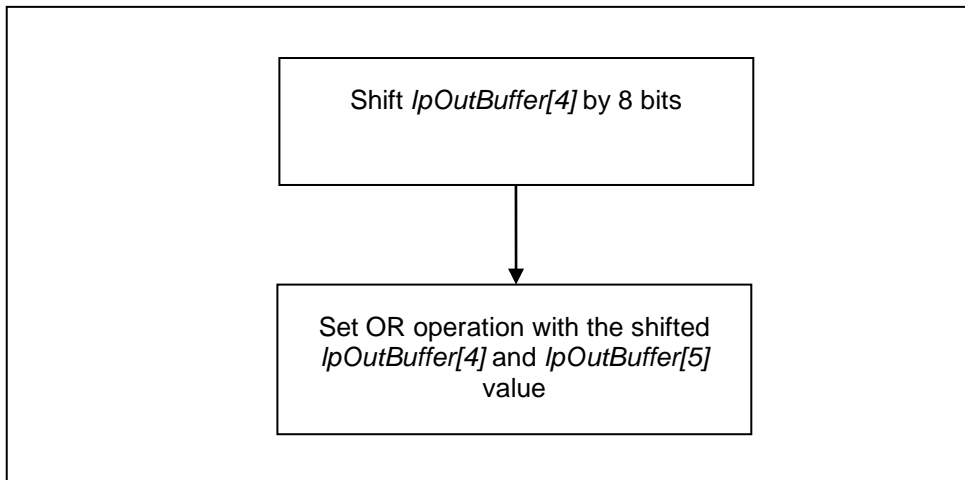 Shift lpOutBuffer[4] by 8 bits
Set OR operation with the shifted
lpOutBuffer[4] and lpOutBuffer[5]
value